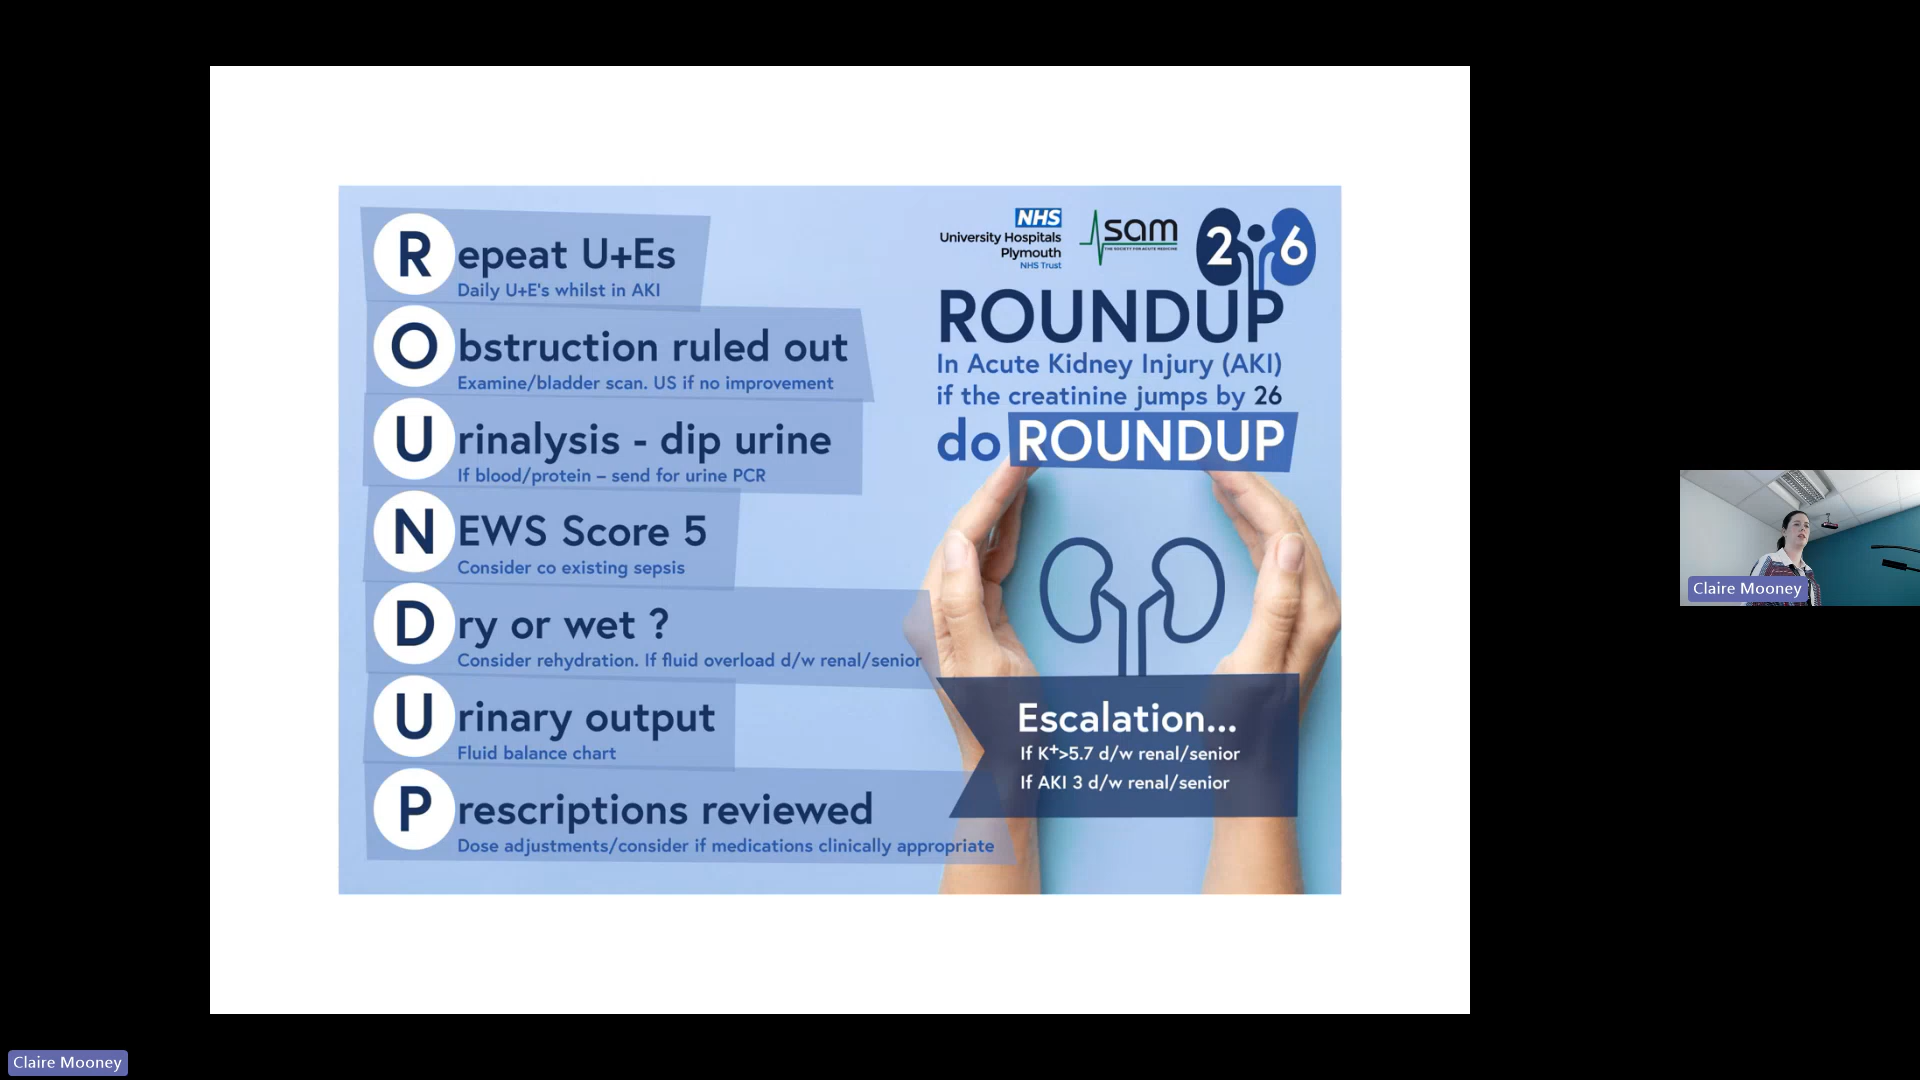 Repeat U+Es
Daily U+E's whilst in AKI
Obstruction ruled out
Examine/bladder scan. US if no improvement
Urinalysis - dip urine
If blood/protein – send for urine PCR
NEWS Score 5
Consider co existing sepsis
Dry or wet ?
Consider rehydration. If fluid overload d/w renal/senior
Urinary output
Fluid balance chart
Prescriptions reviewed
Dose adjustments/consider if medications clinically appropriate
NHS
University Hospitals
Plymouth
NHS Trust
sam
THE SOCIETY FOR ACUTE MEDICINE
26
ROUNDUP
In Acute Kidney Injury (AKI)
if the creatinine jumps by 26
do ROUNDUP
Escalation...
If K⁺>5.7 d/w renal/senior
If AKI 3 d/w renal/senior
Claire Mooney
Claire Mooney